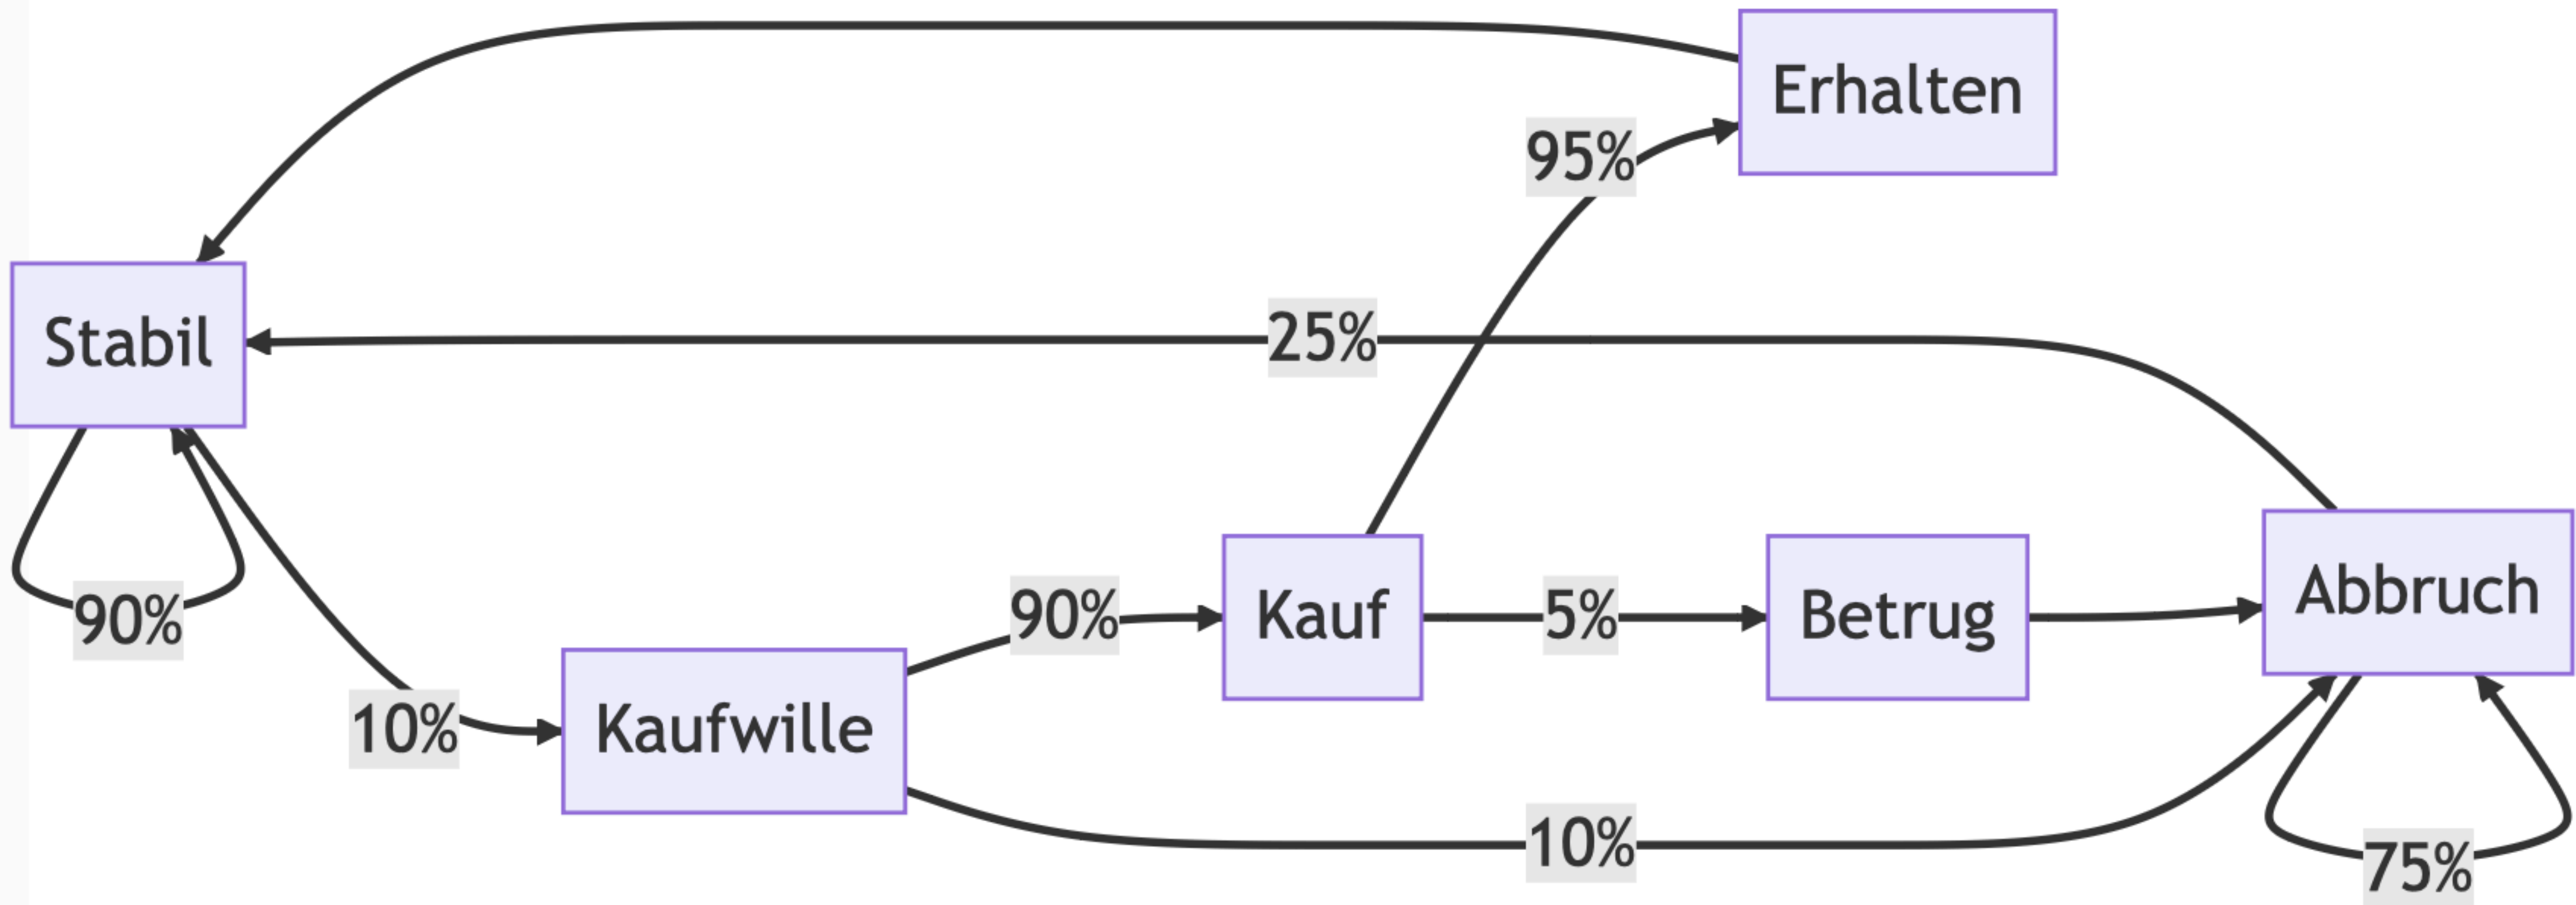 Erhalten
95%
Stabil
25%
90%
10%
Kaufwille
90%
Kauf
5%
Betrug
Abbruch
10%
75%